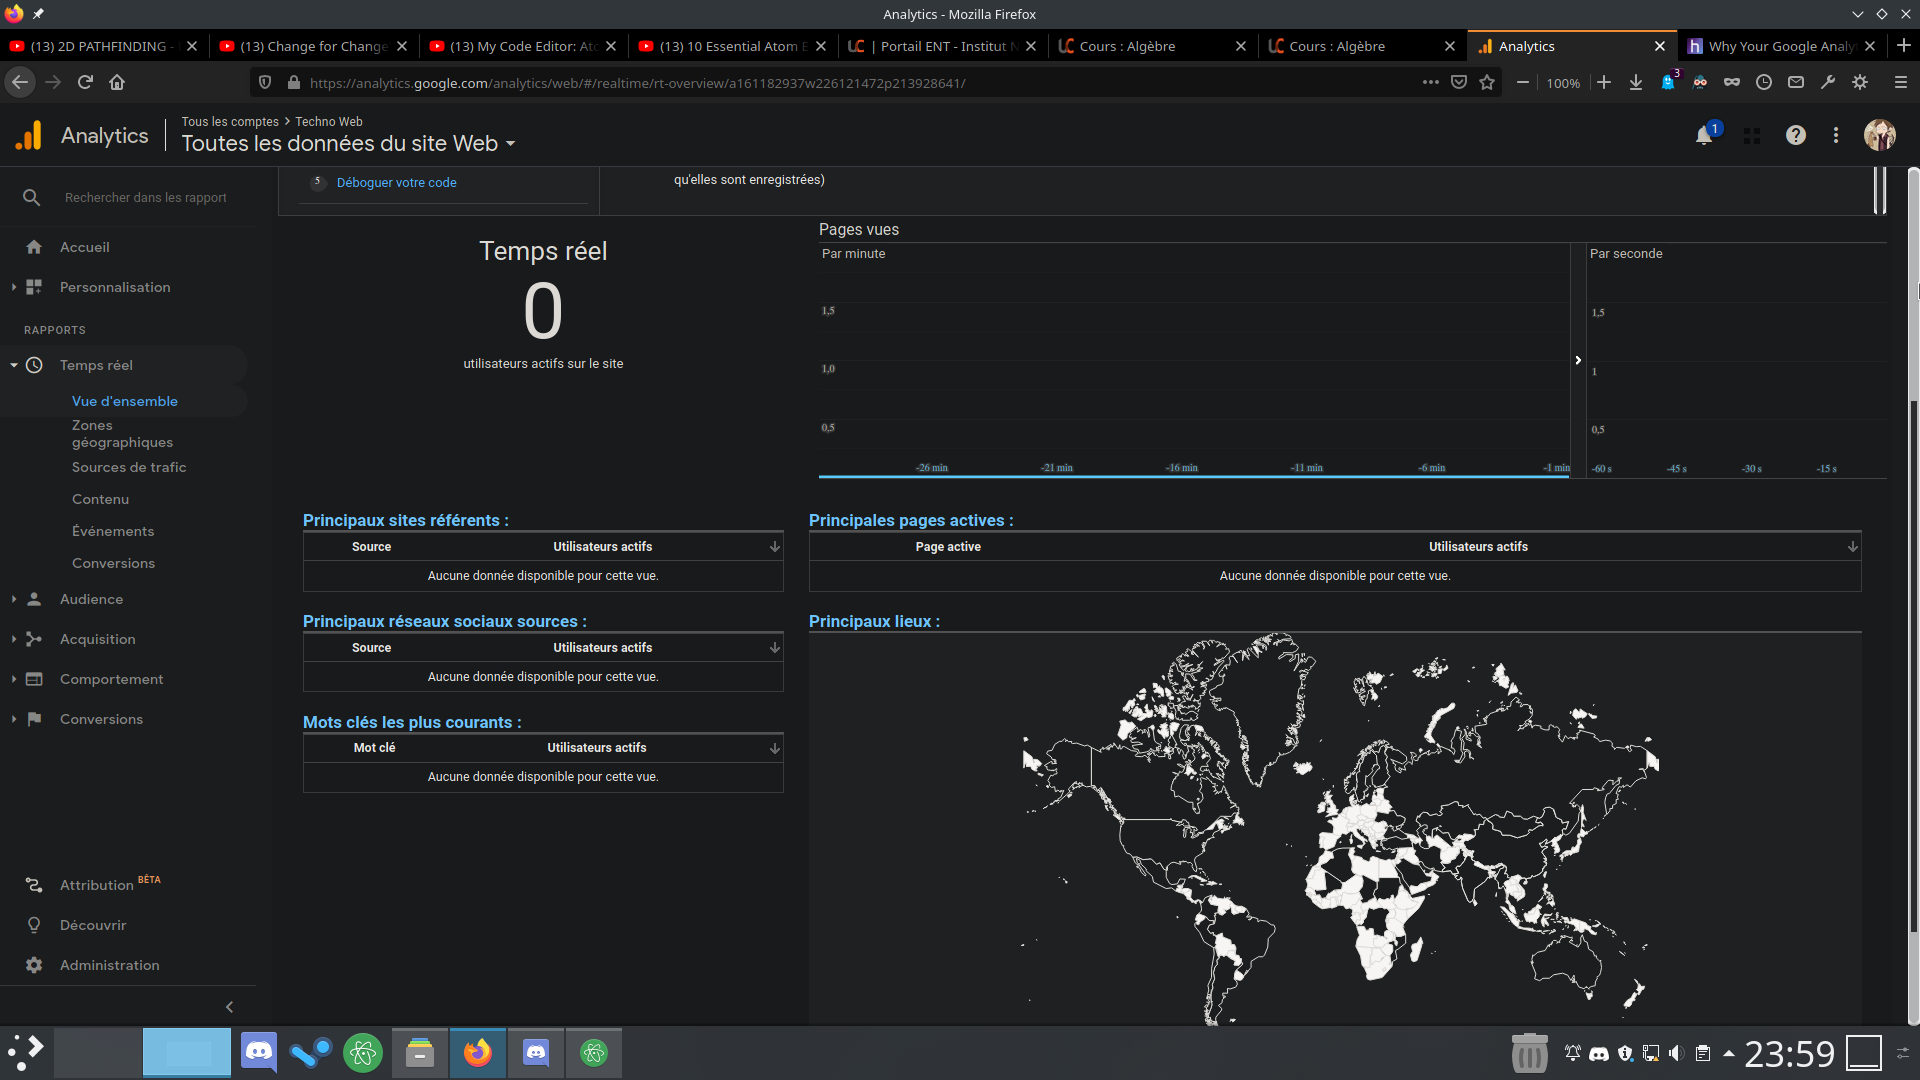 Analytics - Mozilla Firefox
(13) 2D PATHFINDING -
(13) Change for Change
(13) My Code Editor: Ato
(13) 10 Essential Atom E
| Portail ENT - Institut N
Cours : Algèbre
Cours : Algèbre
Analytics
Why Your Google Analy
https://analytics.google.com/analytics/web/#/realtime/rt-overview/a161182937w226121472p213928641/
100%
3
Analytics
Tous les comptes > Techno Web
Toutes les données du site Web
1
Rechercher dans les rapport
Accueil
Personnalisation
RAPPORTS
Temps réel
Vue d'ensemble
Zones
géographiques
Sources de trafic
Contenu
Événements
Conversions
Audience
Acquisition
Comportement
Conversions
Attribution BÊTA
Découvrir
Administration
5 Déboguer votre code
qu'elles sont enregistrées)
Temps réel
0
utilisateurs actifs sur le site
Pages vues
Par minute
1,5
1,0
0,5
-26 min
-21 min
-16 min
-11 min
-6 min
-1 min
Par seconde
1,5
1
0,5
-60 s
-45 s
-30 s
-15 s
Principaux sites référents :
Source Utilisateurs actifs
Aucune donnée disponible pour cette vue.
Principaux réseaux sociaux sources :
Source Utilisateurs actifs
Aucune donnée disponible pour cette vue.
Mots clés les plus courants :
Mot clé Utilisateurs actifs
Aucune donnée disponible pour cette vue.
Principales pages actives :
Page active Utilisateurs actifs
Aucune donnée disponible pour cette vue.
Principaux lieux :
23:59